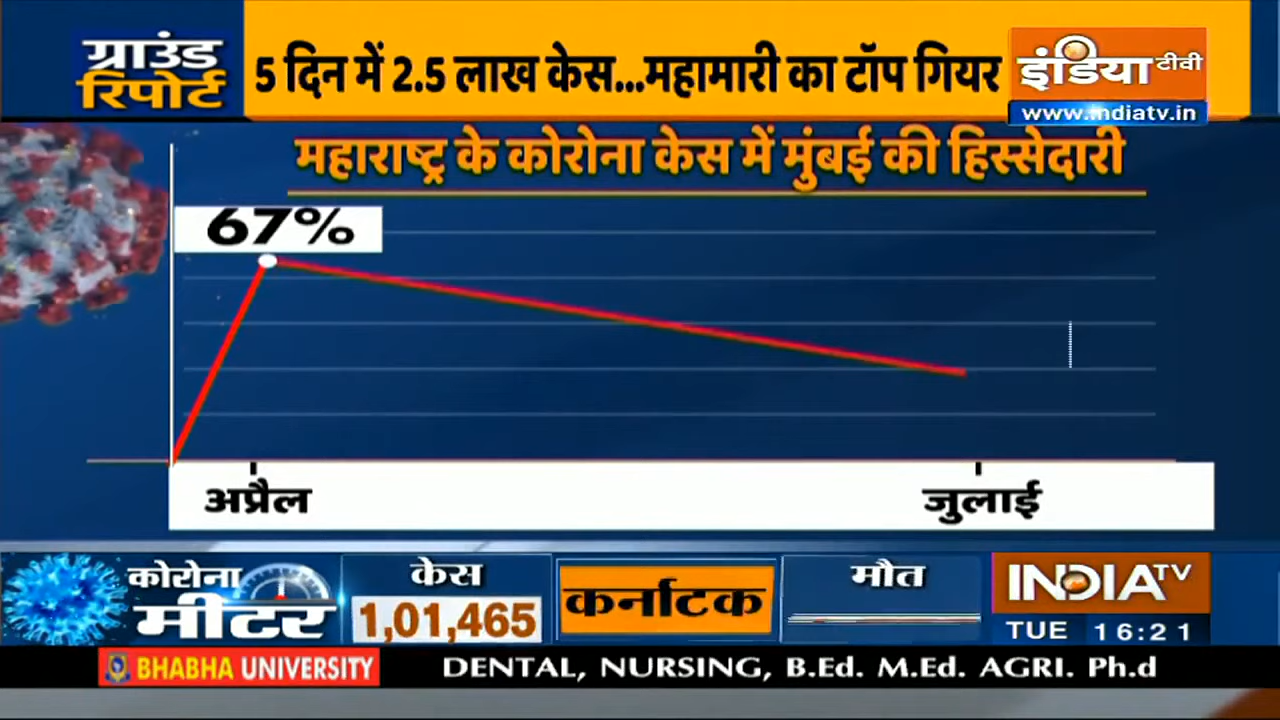 ग्राउंड
रिपोर्ट
5 दिन में 2.5 लाख केस...महामारी का टॉप गियर
इंडिया टीवी
www.indiatv.in
महाराष्ट्र के कोरोना केस में मुंबई की हिस्सेदारी
67%
अप्रैल
जुलाई
कोरोना
मीटर
केस
1,01,465
कर्नाटक
मौत
INDIA TV
TUE 16:21
BHABHA UNIVERSITY
DENTAL, NURSING, B.Ed. M.Ed. AGRI. Ph.d